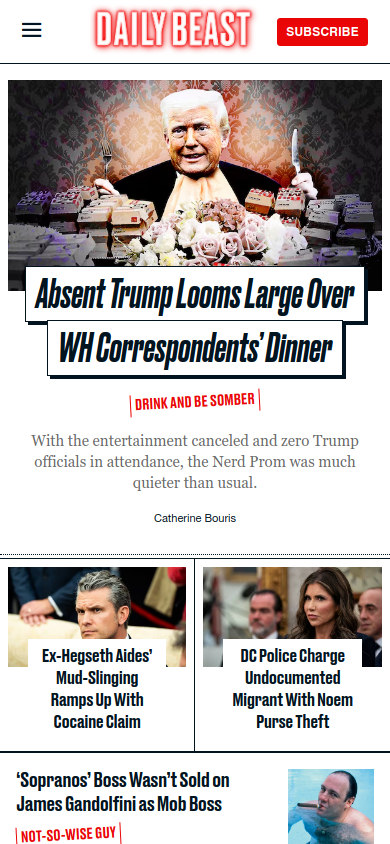 DAILY BEAST
SUBSCRIBE
Absent Trump Looms Large Over
WH Correspondents' Dinner
DRINK AND BE SOMBER
With the entertainment canceled and zero Trump
officials in attendance, the Nerd Prom was much
quieter than usual.
Catherine Bouris
Ex-Hegseth Aides'
Mud-Slinging
Ramps Up With
Cocaine Claim
DC Police Charge
Undocumented
Migrant With Noem
Purse Theft
'Sopranos' Boss Wasn't Sold on
James Gandolfini as Mob Boss
NOT-SO-WISE GUY